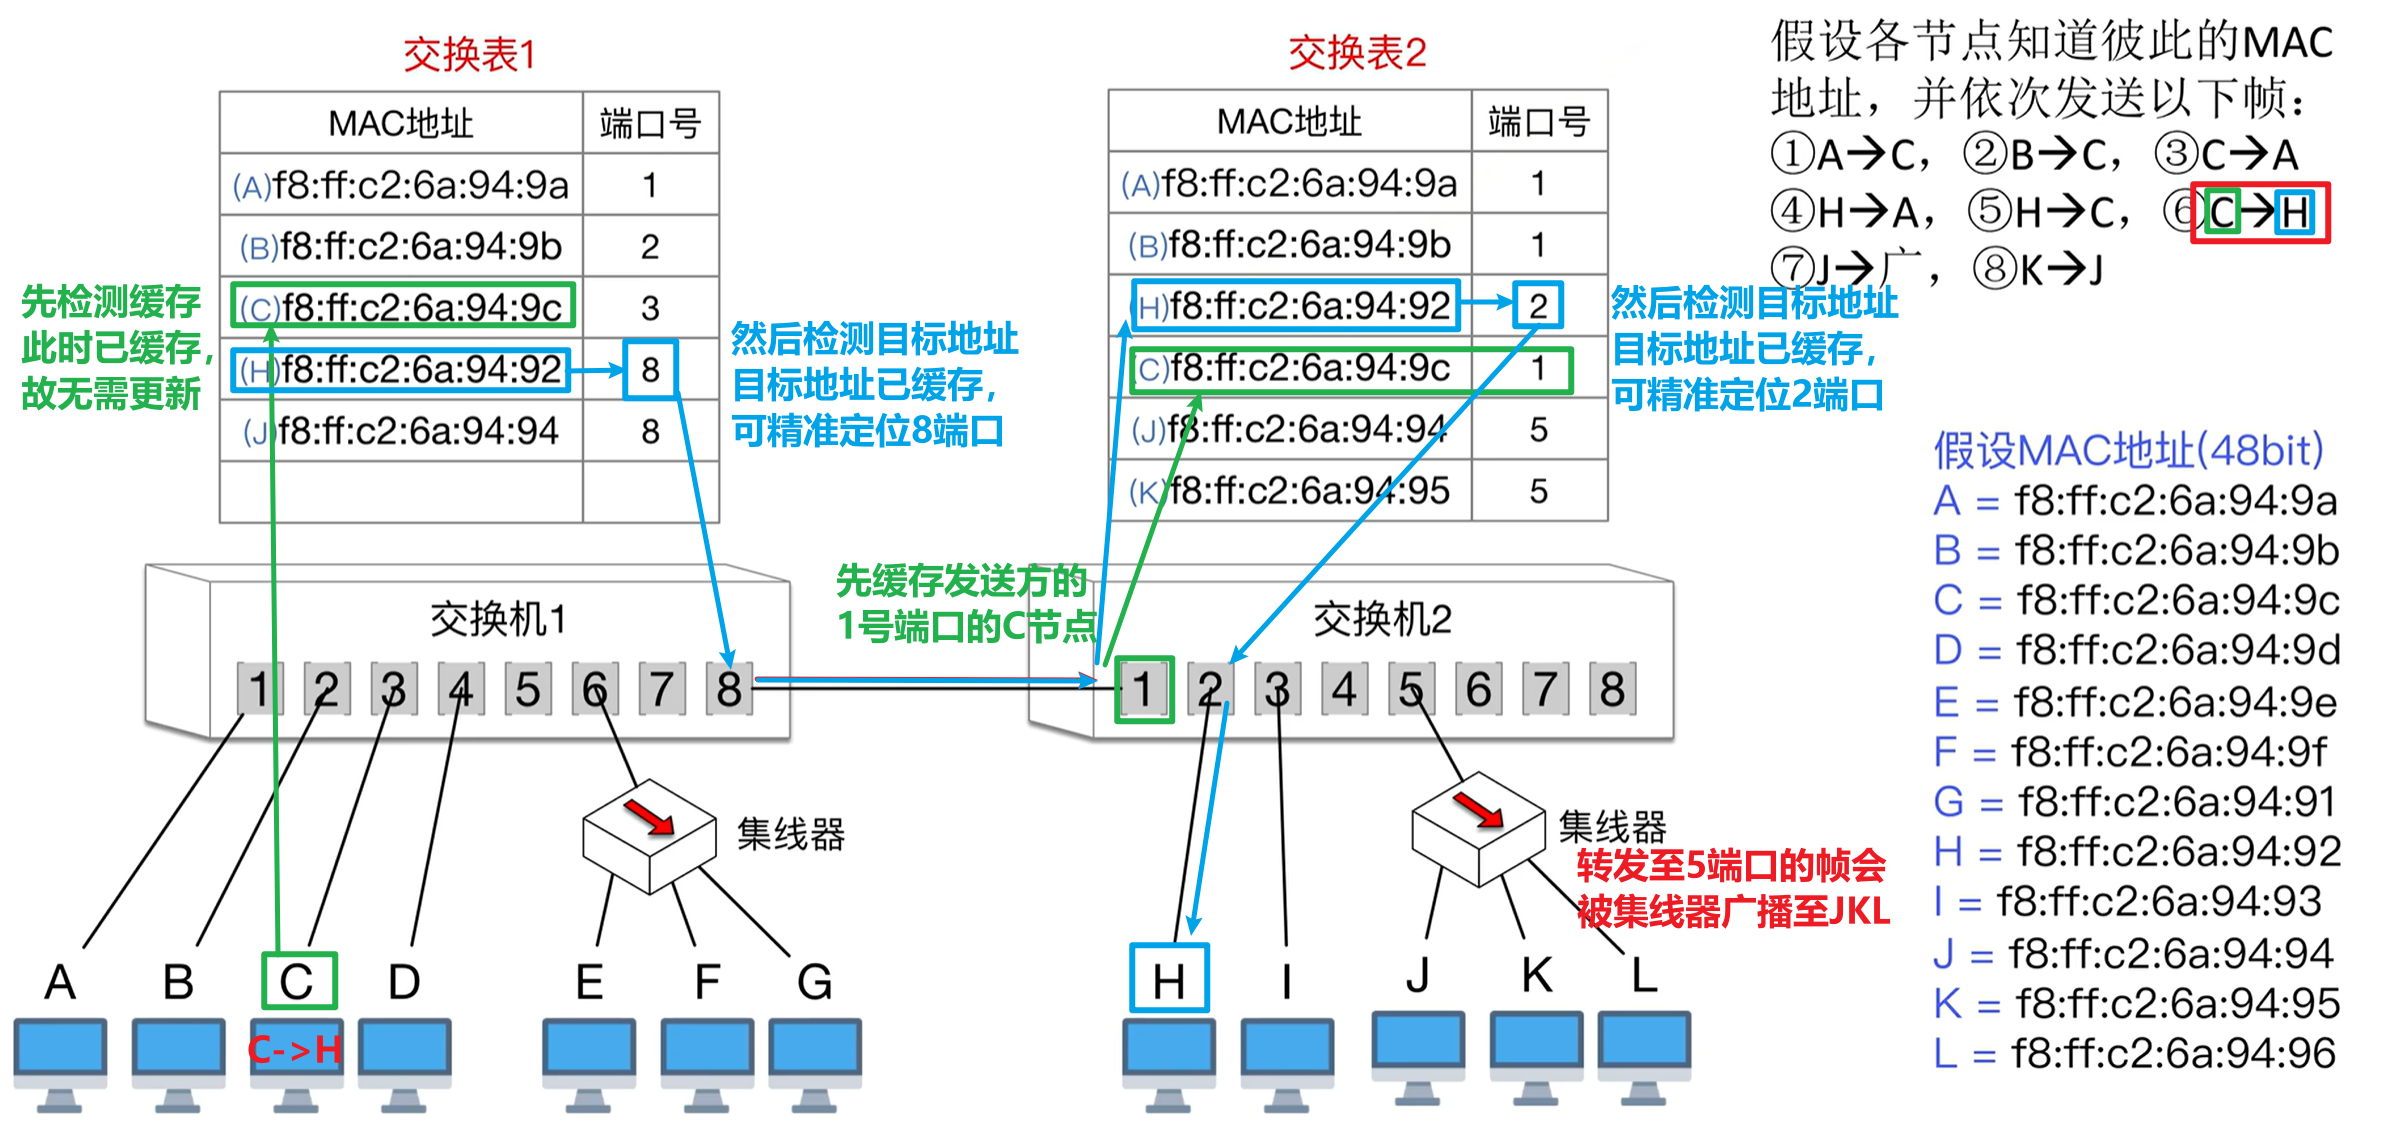 交换表1
MAC地址 端口号
(A)f8:ff:c2:6a:94:9a 1
(B)f8:ff:c2:6a:94:9b 2
(C)f8:ff:c2:6a:94:9c 3
(H)f8:ff:c2:6a:94:92 8
(J)f8:ff:c2:6a:94:94 8
先检测缓存
此时已缓存，
故无需更新
然后检测目标地址
目标地址已缓存，
可精准定位8端口
交换表2
MAC地址 端口号
(A)f8:ff:c2:6a:94:9a 1
(B)f8:ff:c2:6a:94:9b 1
(H)f8:ff:c2:6a:94:92 2
(C)f8:ff:c2:6a:94:9c 1
(J)f8:ff:c2:6a:94:94 5
(K)f8:ff:c2:6a:94:95 5
假设各节点知道彼此的MAC
地址，并依次发送以下帧：
①A→C，②B→C，③C→A
④H→A，⑤H→C，⑥C→H
⑦J→广，⑧K→J
然后检测目标地址
目标地址已缓存，
可精准定位2端口
假设MAC地址(48bit)
A = f8:ff:c2:6a:94:9a
B = f8:ff:c2:6a:94:9b
C = f8:ff:c2:6a:94:9c
D = f8:ff:c2:6a:94:9d
E = f8:ff:c2:6a:94:9e
F = f8:ff:c2:6a:94:9f
G = f8:ff:c2:6a:94:91
H = f8:ff:c2:6a:94:92
I = f8:ff:c2:6a:94:93
J = f8:ff:c2:6a:94:94
K = f8:ff:c2:6a:94:95
L = f8:ff:c2:6a:94:96
先缓存发送方的
1号端口的C节点
交换机1
1 2 3 4 5 6 7 8
交换机2
1 2 3 4 5 6 7 8
集线器
集线器
转发至5端口的帧会
被集线器广播至JKL
A B C D E F G
H I J K L
C->H